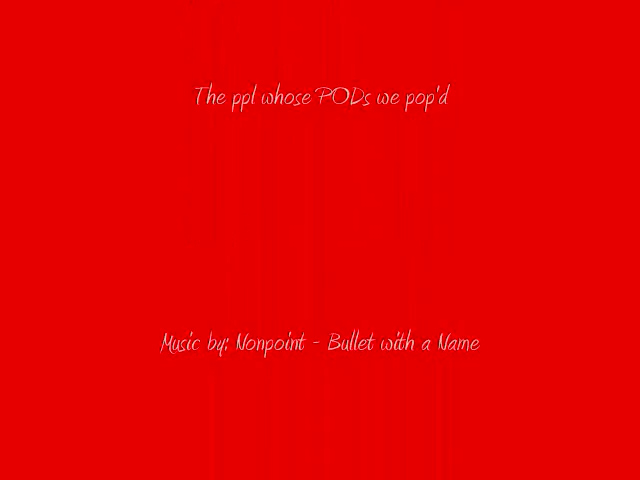 The ppl whose PODs we pop'd
Music by: Nonpoint - Bullet with a Name